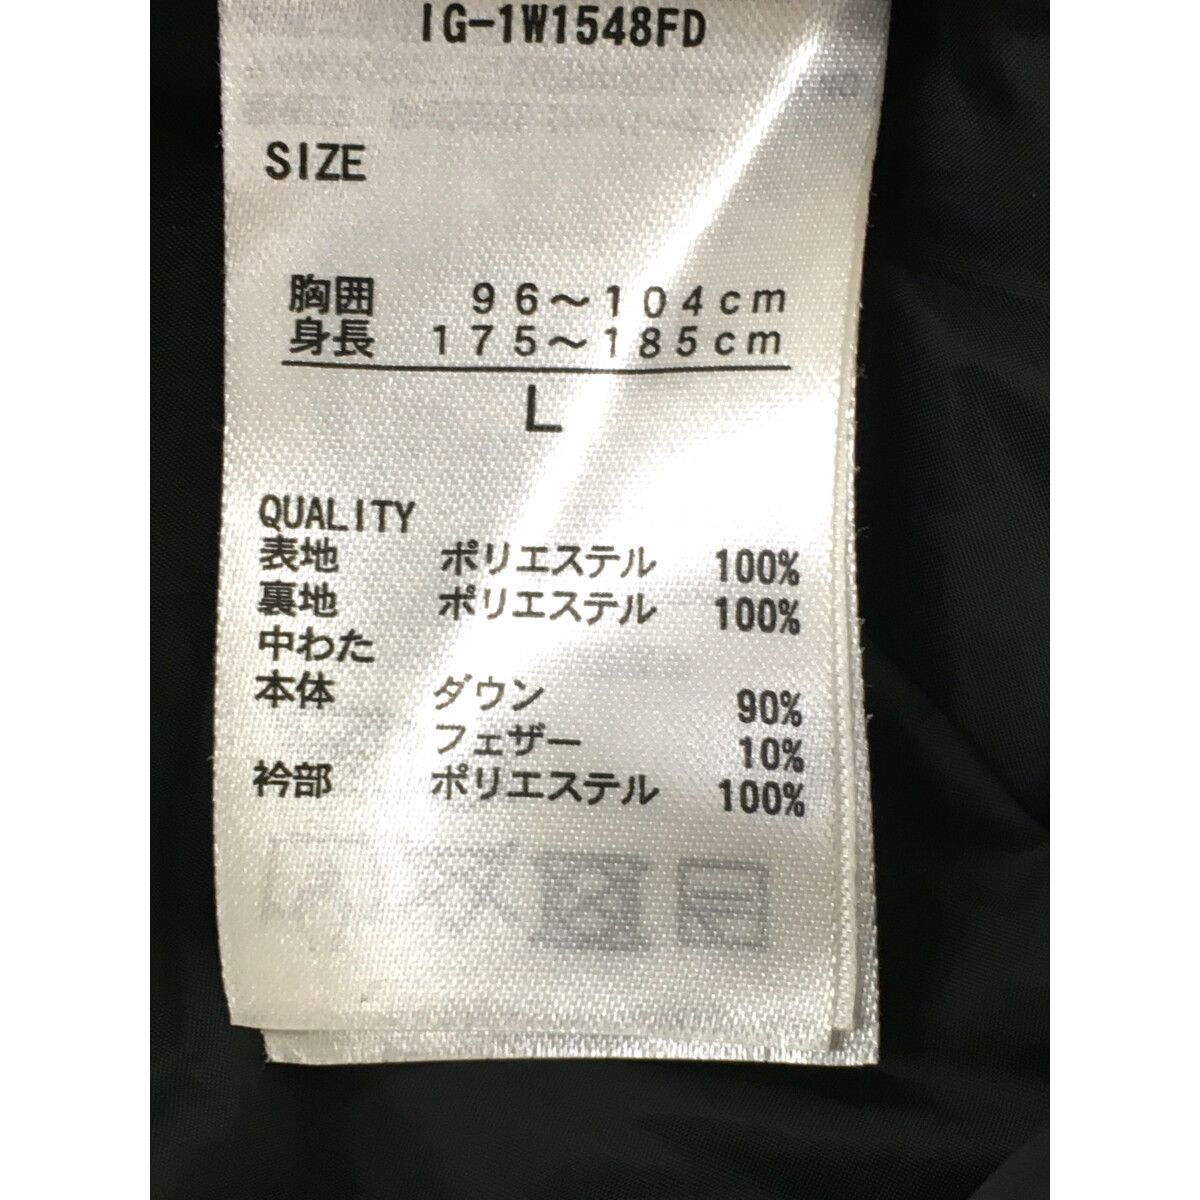 IG-1W1548FD
SIZE
胸囲 96～104cm
身長 175～185cm
L
QUALITY
表地 ポリエステル 100%
裏地 ポリエステル 100%
中わた
本体 ダウン 90%
フェザー 10%
衿部 ポリエステル 100%